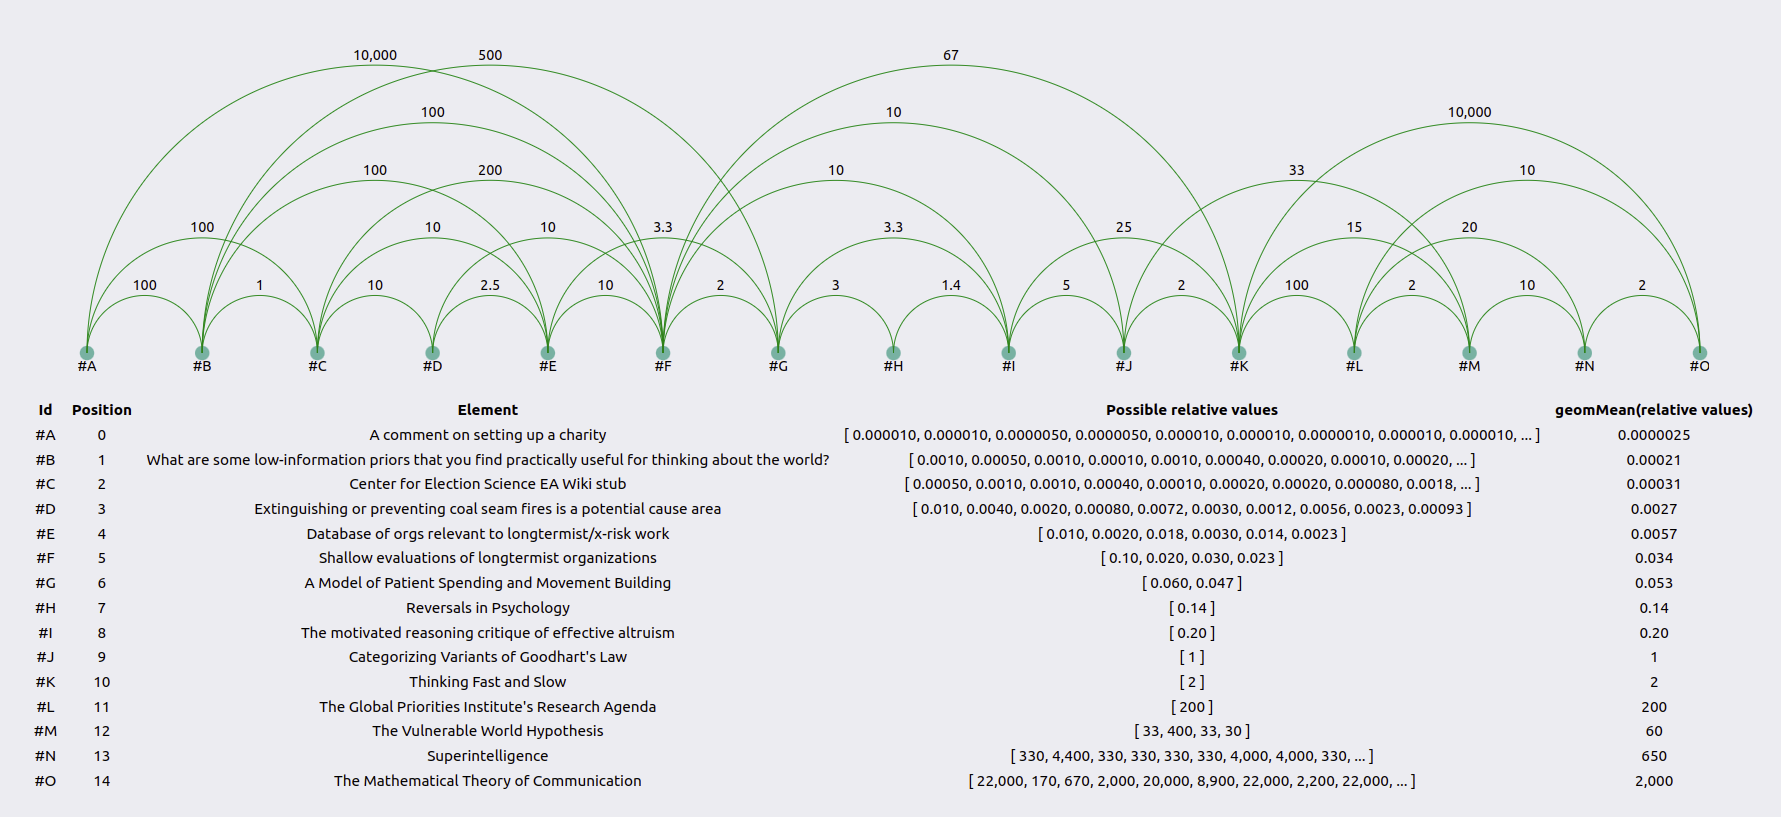 10,000 500 67
100 10 10,000
100 200 10 33 10
100 10 10 3.3 3.3 25 15 20
100 1 10 2.5 10 2 3 1.4 5 2 100 2 10 2
#A #B #C #D #E #F #G #H #I #J #K #L #M #N #O
Id Position Element Possible relative values geomMean(relative values)
#A 0 A comment on setting up a charity [ 0.000010, 0.000010, 0.0000050, 0.0000050, 0.000010, 0.000010, 0.0000010, 0.000010, 0.000010, ... ] 0.0000025
#B 1 What are some low-information priors that you find practically useful for thinking about the world? [ 0.0010, 0.00050, 0.0010, 0.00010, 0.0010, 0.00040, 0.00020, 0.00010, 0.00020, ... ] 0.00021
#C 2 Center for Election Science EA Wiki stub [ 0.00050, 0.0010, 0.0010, 0.00040, 0.00010, 0.00020, 0.00020, 0.000080, 0.0018, ... ] 0.00031
#D 3 Extinguishing or preventing coal seam fires is a potential cause area [ 0.010, 0.0040, 0.0020, 0.00080, 0.0072, 0.0030, 0.0012, 0.0056, 0.0023, 0.00093 ] 0.0027
#E 4 Database of orgs relevant to longtermist/x-risk work [ 0.010, 0.0020, 0.018, 0.0030, 0.014, 0.0023 ] 0.0057
#F 5 Shallow evaluations of longtermist organizations [ 0.10, 0.020, 0.030, 0.023 ] 0.034
#G 6 A Model of Patient Spending and Movement Building [ 0.060, 0.047 ] 0.053
#H 7 Reversals in Psychology [ 0.14 ] 0.14
#I 8 The motivated reasoning critique of effective altruism [ 0.20 ] 0.20
#J 9 Categorizing Variants of Goodhart's Law [ 1 ] 1
#K 10 Thinking Fast and Slow [ 2 ] 2
#L 11 The Global Priorities Institute's Research Agenda [ 200 ] 200
#M 12 The Vulnerable World Hypothesis [ 33, 400, 33, 30 ] 60
#N 13 Superintelligence [ 330, 4,400, 330, 330, 330, 330, 4,000, 4,000, 330, ... ] 650
#O 14 The Mathematical Theory of Communication [ 22,000, 170, 670, 2,000, 20,000, 8,900, 22,000, 2,200, 22,000, ... ] 2,000